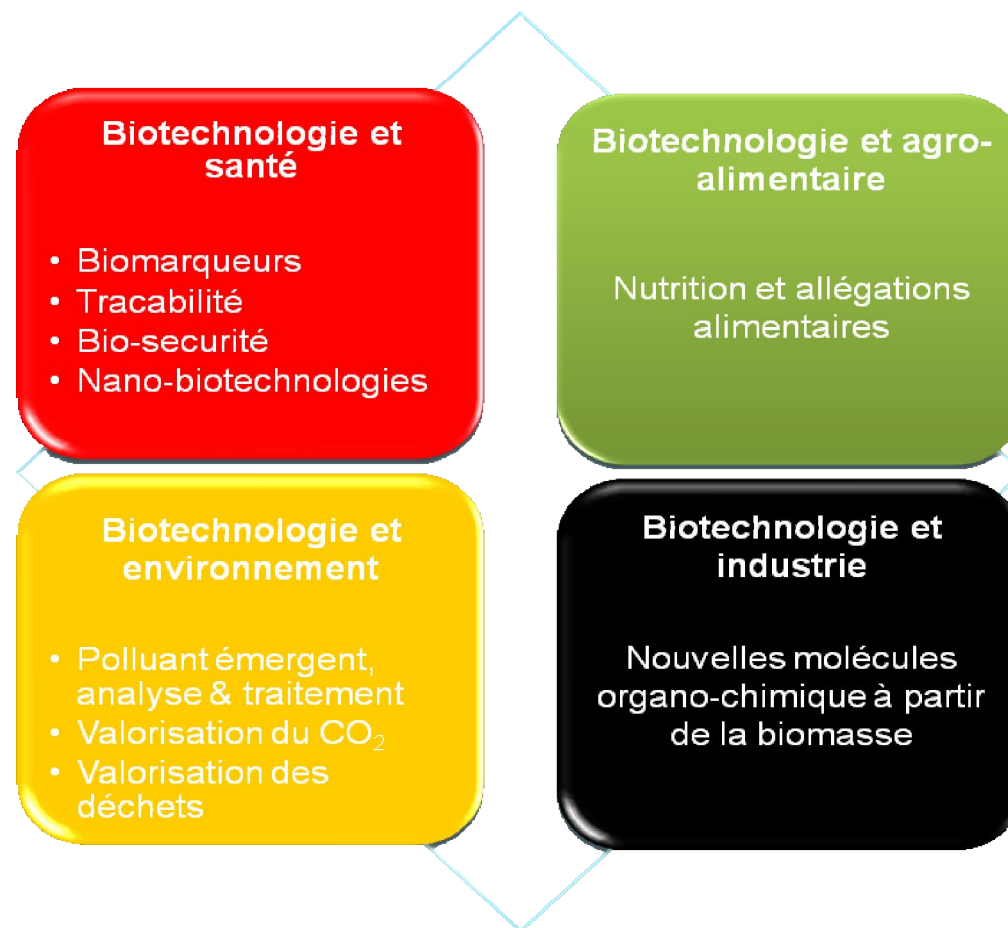 Biotechnologie et
santé
• Biomarqueurs
• Tracabilité
• Bio-securité
• Nano-biotechnologies
Biotechnologie et agro-
alimentaire
Nutrition et allégations
alimentaires
Biotechnologie et
environnement
• Polluant émergent,
analyse & traitement
• Valorisation du CO₂
• Valorisation des
déchets
Biotechnologie et
industrie
Nouvelles molécules
organo-chimique à partir
de la biomasse